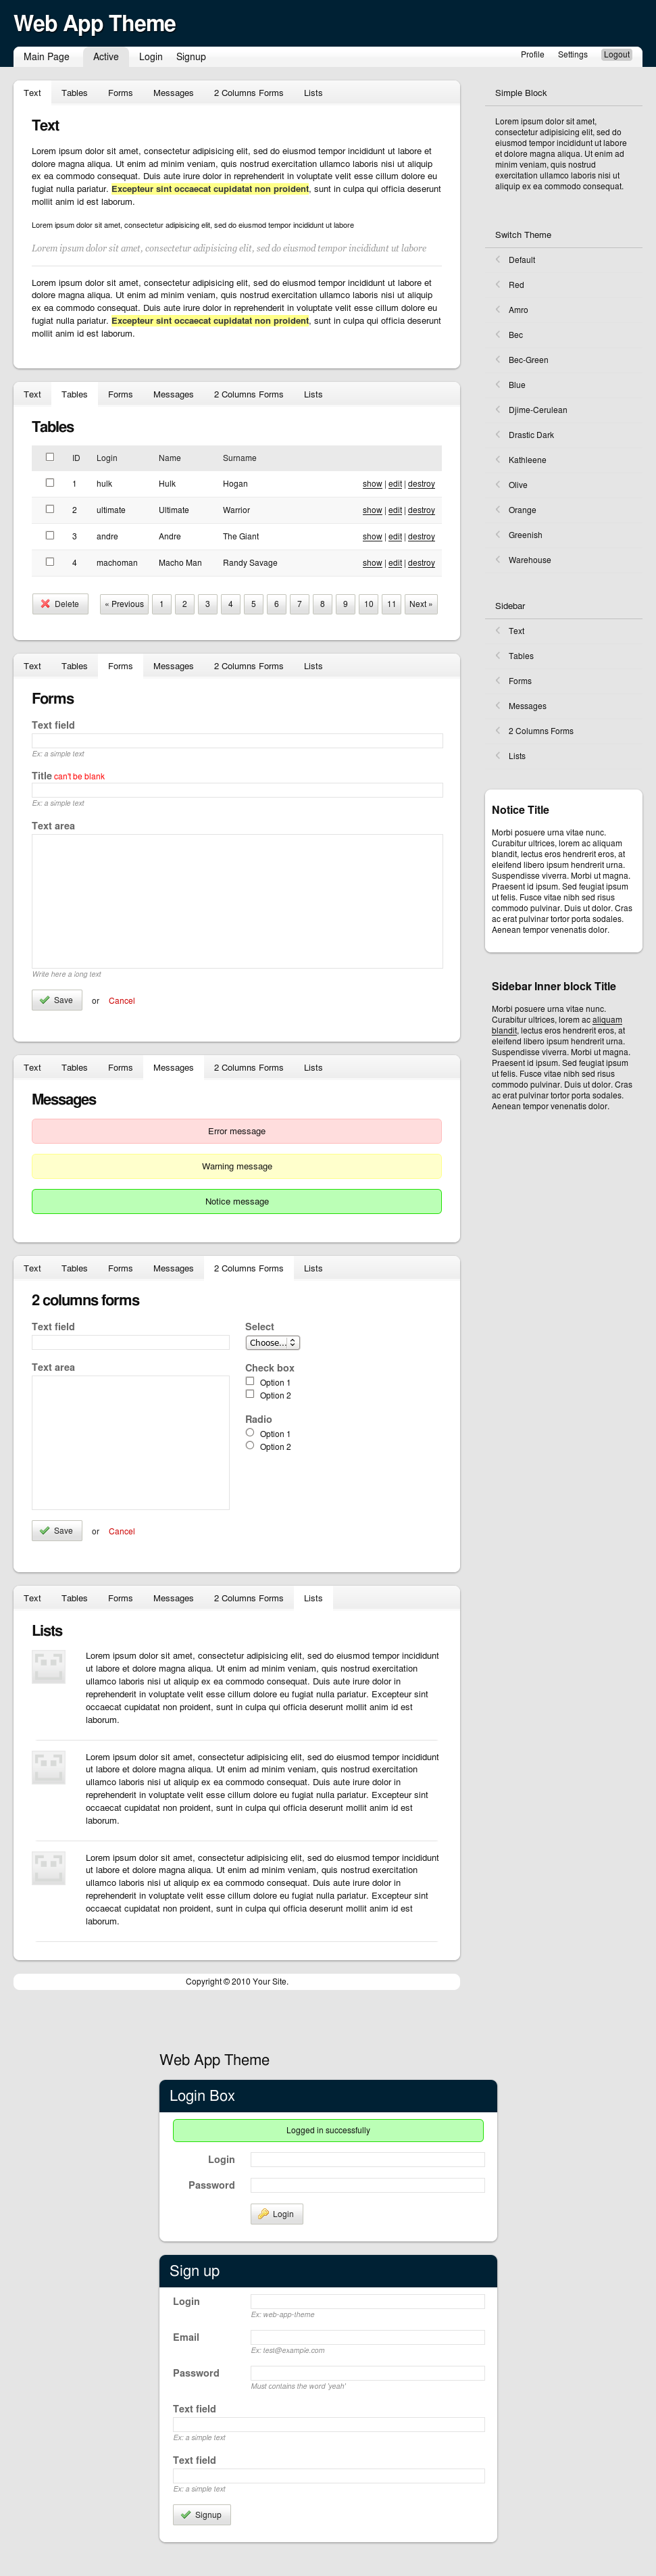 Web App Theme
Main Page Active Login Signup Profile Settings Logout
Text Tables Forms Messages 2 Columns Forms Lists
Text
Lorem ipsum dolor sit amet, consectetur adipisicing elit, sed do eiusmod tempor incididunt ut labore et
dolore magna aliqua. Ut enim ad minim veniam, quis nostrud exercitation ullamco laboris nisi ut aliquip
ex ea commodo consequat. Duis aute irure dolor in reprehenderit in voluptate velit esse cillum dolore eu
fugiat nulla pariatur. Excepteur sint occaecat cupidatat non proident, sunt in culpa qui officia deserunt
mollit anim id est laborum.
Lorem ipsum dolor sit amet, consectetur adipisicing elit, sed do eiusmod tempor incididunt ut labore
Lorem ipsum dolor sit amet, consectetur adipisicing elit, sed do eiusmod tempor incididunt ut labore
Lorem ipsum dolor sit amet, consectetur adipisicing elit, sed do eiusmod tempor incididunt ut labore et
dolore magna aliqua. Ut enim ad minim veniam, quis nostrud exercitation ullamco laboris nisi ut aliquip
ex ea commodo consequat. Duis aute irure dolor in reprehenderit in voluptate velit esse cillum dolore eu
fugiat nulla pariatur. Excepteur sint occaecat cupidatat non proident, sunt in culpa qui officia deserunt
mollit anim id est laborum.
Text Tables Forms Messages 2 Columns Forms Lists
Tables
ID Login Name Surname
1 hulk Hulk Hogan show | edit | destroy
2 ultimate Ultimate Warrior show | edit | destroy
3 andre Andre The Giant show | edit | destroy
4 machoman Macho Man Randy Savage show | edit | destroy
Delete « Previous 1 2 3 4 5 6 7 8 9 10 11 Next »
Text Tables Forms Messages 2 Columns Forms Lists
Forms
Text field
Ex: a simple text
Title can't be blank
Ex: a simple text
Text area
Write here a long text
Save or Cancel
Text Tables Forms Messages 2 Columns Forms Lists
Messages
Error message
Warning message
Notice message
Text Tables Forms Messages 2 Columns Forms Lists
2 columns forms
Text field
Text area
Select
Choose...
Check box
Option 1
Option 2
Radio
Option 1
Option 2
Save or Cancel
Text Tables Forms Messages 2 Columns Forms Lists
Lists
Lorem ipsum dolor sit amet, consectetur adipisicing elit, sed do eiusmod tempor incididunt
ut labore et dolore magna aliqua. Ut enim ad minim veniam, quis nostrud exercitation
ullamco laboris nisi ut aliquip ex ea commodo consequat. Duis aute irure dolor in
reprehenderit in voluptate velit esse cillum dolore eu fugiat nulla pariatur. Excepteur sint
occaecat cupidatat non proident, sunt in culpa qui officia deserunt mollit anim id est
laborum.
Lorem ipsum dolor sit amet, consectetur adipisicing elit, sed do eiusmod tempor incididunt
ut labore et dolore magna aliqua. Ut enim ad minim veniam, quis nostrud exercitation
ullamco laboris nisi ut aliquip ex ea commodo consequat. Duis aute irure dolor in
reprehenderit in voluptate velit esse cillum dolore eu fugiat nulla pariatur. Excepteur sint
occaecat cupidatat non proident, sunt in culpa qui officia deserunt mollit anim id est
laborum.
Lorem ipsum dolor sit amet, consectetur adipisicing elit, sed do eiusmod tempor incididunt
ut labore et dolore magna aliqua. Ut enim ad minim veniam, quis nostrud exercitation
ullamco laboris nisi ut aliquip ex ea commodo consequat. Duis aute irure dolor in
reprehenderit in voluptate velit esse cillum dolore eu fugiat nulla pariatur. Excepteur sint
occaecat cupidatat non proident, sunt in culpa qui officia deserunt mollit anim id est
laborum.
Copyright © 2010 Your Site.
Simple Block
Lorem ipsum dolor sit amet,
consectetur adipisicing elit, sed do
eiusmod tempor incididunt ut labore
et dolore magna aliqua. Ut enim ad
minim veniam, quis nostrud
exercitation ullamco laboris nisi ut
aliquip ex ea commodo consequat.
Switch Theme
Default
Red
Amro
Bec
Bec-Green
Blue
Djime-Cerulean
Drastic Dark
Kathleene
Olive
Orange
Greenish
Warehouse
Sidebar
Text
Tables
Forms
Messages
2 Columns Forms
Lists
Notice Title
Morbi posuere urna vitae nunc.
Curabitur ultrices, lorem ac aliquam
blandit, lectus eros hendrerit eros, at
eleifend libero ipsum hendrerit urna.
Suspendisse viverra. Morbi ut magna.
Praesent id ipsum. Sed feugiat ipsum
ut felis. Fusce vitae nibh sed risus
commodo pulvinar. Duis ut dolor. Cras
ac erat pulvinar tortor porta sodales.
Aenean tempor venenatis dolor.
Sidebar Inner block Title
Morbi posuere urna vitae nunc.
Curabitur ultrices, lorem ac aliquam
blandit, lectus eros hendrerit eros, at
eleifend libero ipsum hendrerit urna.
Suspendisse viverra. Morbi ut magna.
Praesent id ipsum. Sed feugiat ipsum
ut felis. Fusce vitae nibh sed risus
commodo pulvinar. Duis ut dolor. Cras
ac erat pulvinar tortor porta sodales.
Aenean tempor venenatis dolor.
Web App Theme
Login Box
Logged in successfully
Login
Password
Login
Sign up
Login
Ex: web-app-theme
Email
Ex: test@example.com
Password
Must contains the word 'yeah'
Text field
Ex: a simple text
Text field
Ex: a simple text
Signup